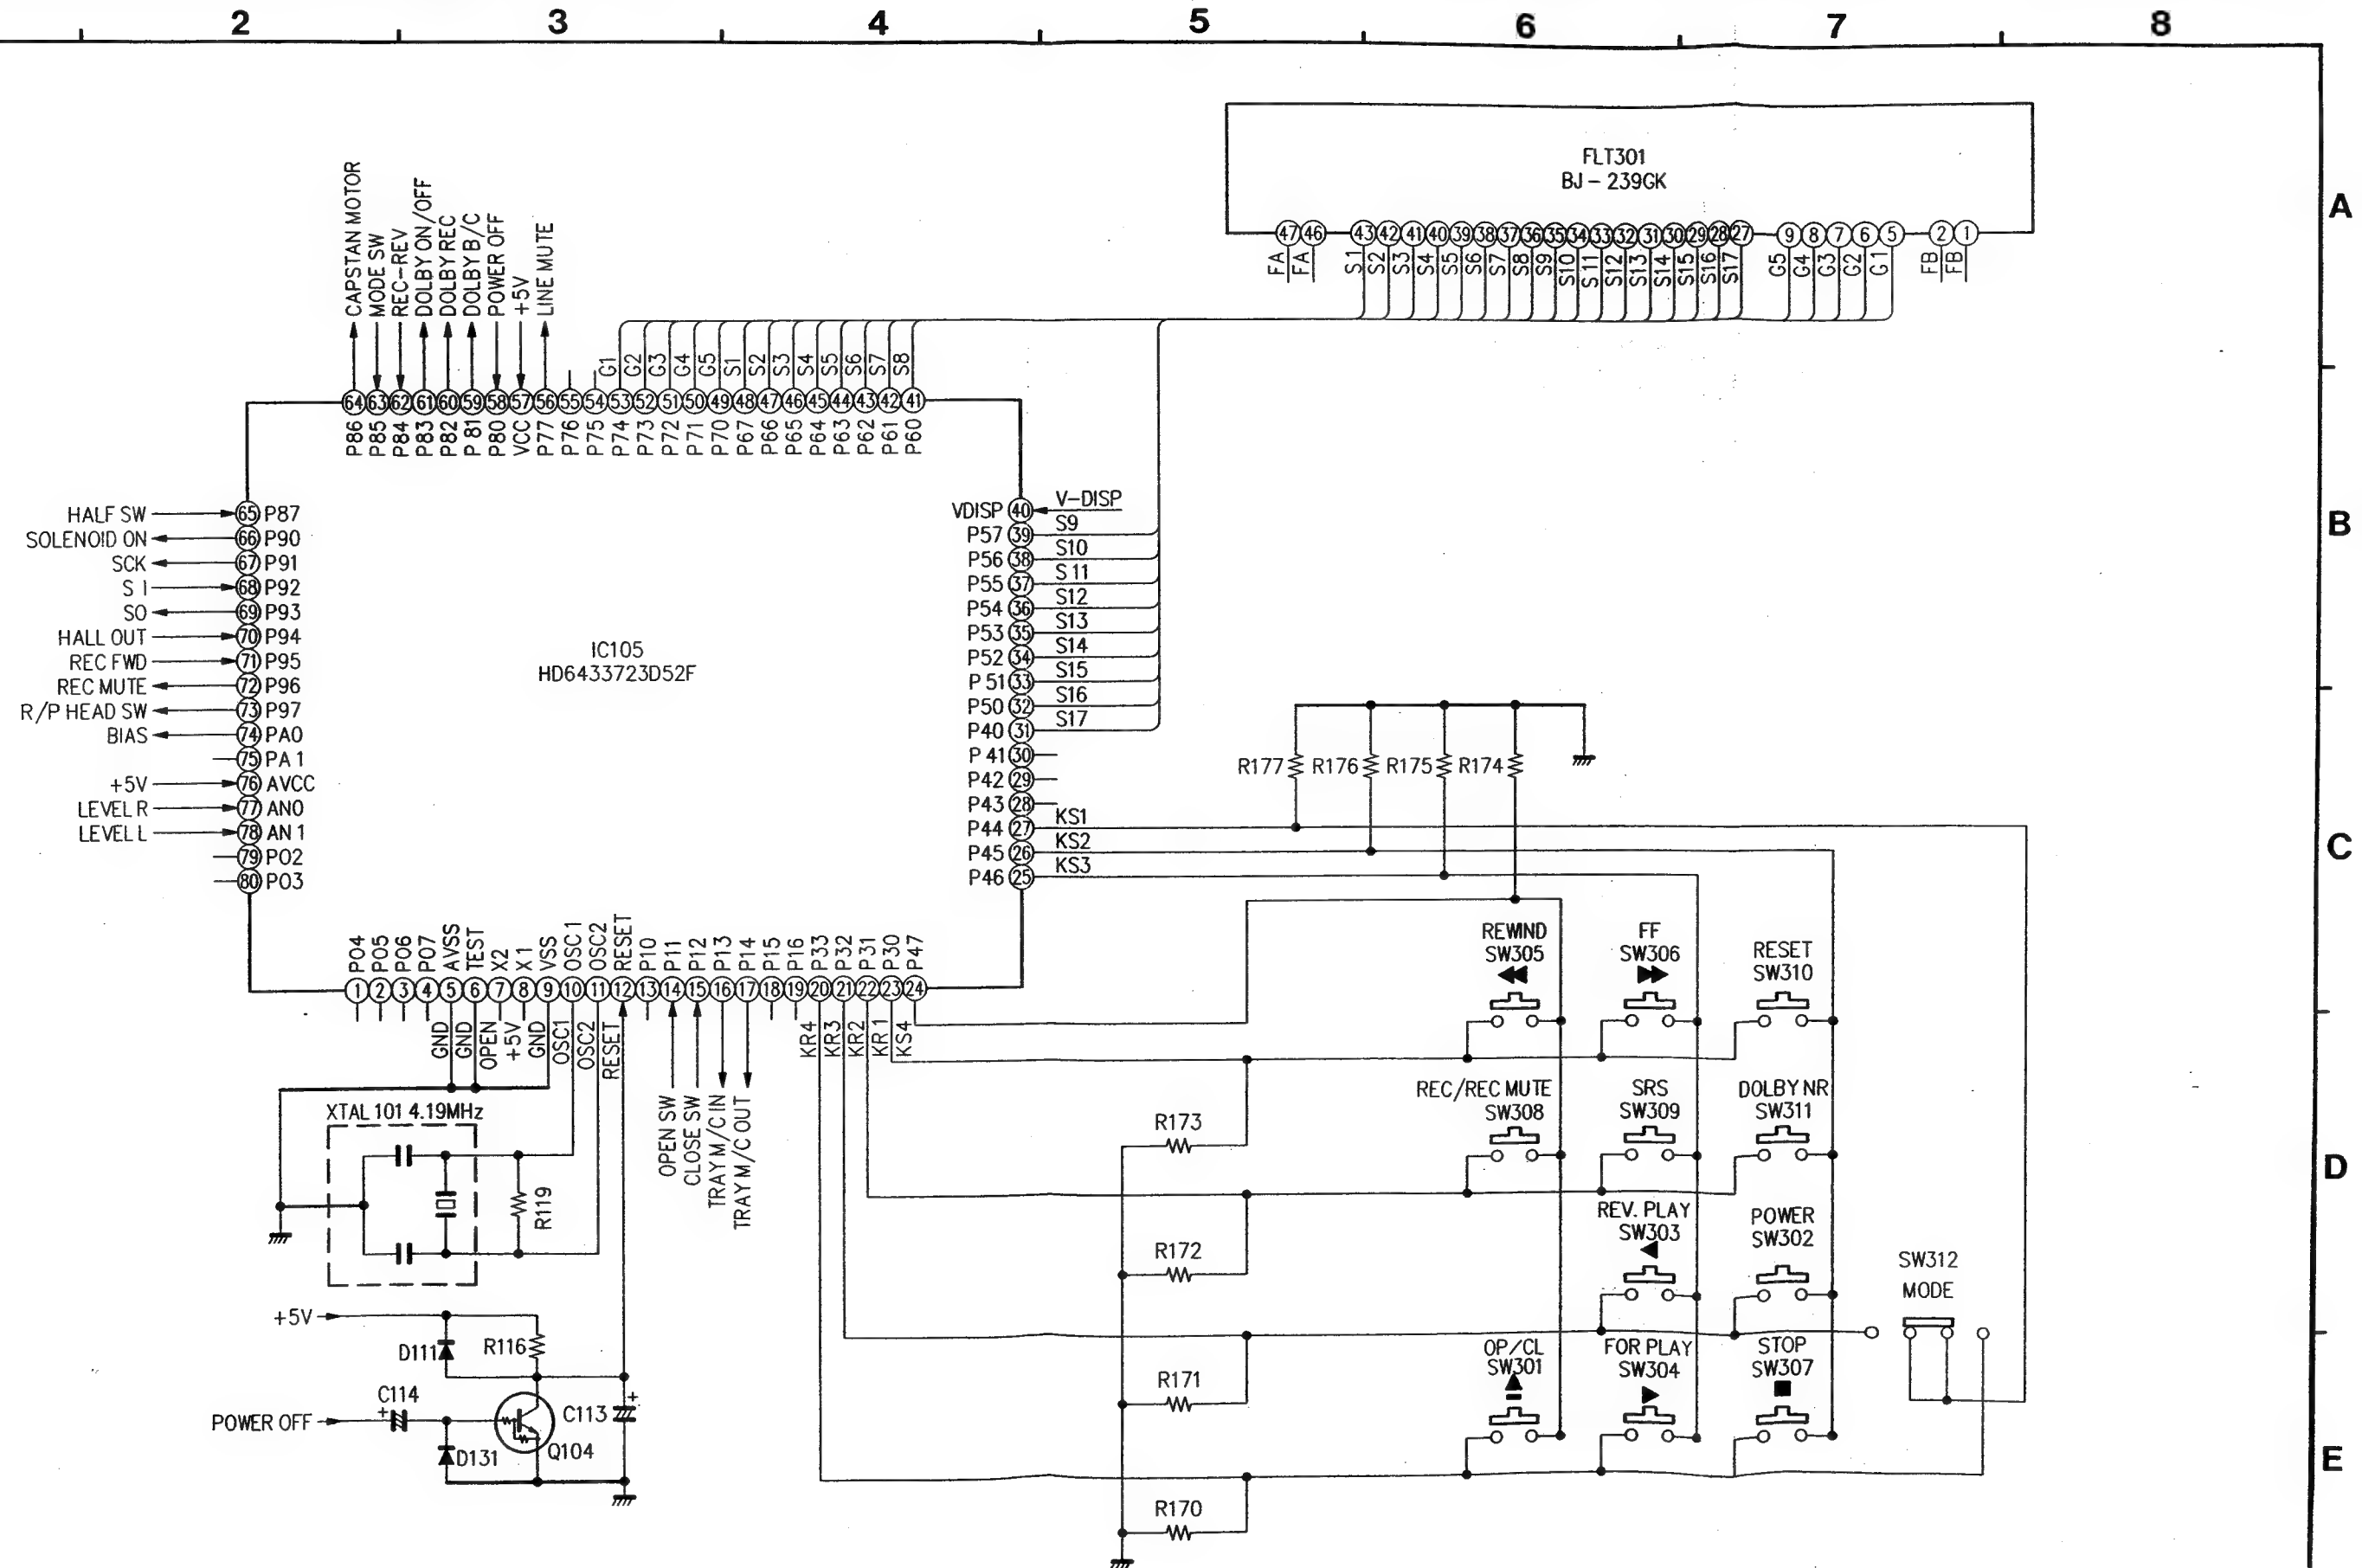 2 3 4 5 6 7 8
A
B
C
D
E
FLT301
BJ – 239GK
47 46 43 42 41 40 39 38 37 36 35 34 33 32 31 30 29 28 27 9 8 7 6 5 2 1
FA FA S1 S2 S3 S4 S5 S6 S7 S8 S9 S10 S11 S12 S13 S14 S15 S16 S17 G5 G4 G3 G2 G1 FB FB
CAPSTAN MOTOR
MODE SW
REC-REV
DOLBY ON/OFF
DOLBY REC
DOLBY B/C
POWER OFF
+5V
LINE MUTE
G1 G2 G3 G4 G5 S1 S2 S3 S4 S5 S6 S7 S8
64 63 62 61 60 59 58 57 56 55 54 53 52 51 50 49 48 47 46 45 44 43 42 41
P86 P85 P84 P83 P82 P81 P80 VCC P77 P76 P75 P74 P73 P72 P71 P70 P67 P66 P65 P64 P63 P62 P61 P60
HALF SW 65 P87
SOLENOID ON 66 P90
SCK 67 P91
SI 68 P92
SO 69 P93
HALL OUT 70 P94
REC FWD 71 P95
REC MUTE 72 P96
R/P HEAD SW 73 P97
BIAS 74 PA0
75 PA1
+5V 76 AVCC
LEVEL R 77 AN0
LEVEL L 78 AN1
79 PO2
80 PO3
IC105
HD6433723D52F
VDISP 40 V-DISP
P57 39 S9
P56 38 S10
P55 37 S11
P54 36 S12
P53 35 S13
P52 34 S14
P51 33 S15
P50 32 S16
P40 31 S17
P41 30
P42 29
P43 28
P44 27 KS1
P45 26 KS2
P46 25 KS3
R177 R176 R175 R174
PO4 PO5 PO6 PO7 AVSS TEST X2 X1 VSS OSC1 OSC2 RESET P10 P11 P12 P13 P14 P15 P16 P33 P32 P31 P30 P47
1 2 3 4 5 6 7 8 9 10 11 12 13 14 15 16 17 18 19 20 21 22 23 24
GND GND OPEN +5V GND OSC1 OSC2 RESET
KR4 KR3 KR2 KR1 KS4
OPEN SW
CLOSE SW
TRAY M/C IN
TRAY M/C OUT
XTAL 101 4.19MHz
R119
+5V
D111
R116
C114
+
POWER OFF
D131
Q104
C113
+
REWIND
SW305
FF
SW306
RESET
SW310
REC/REC MUTE
SW308
SRS
SW309
DOLBY NR
SW311
R173
REV. PLAY
SW303
POWER
SW302
R172
SW312
MODE
OP/CL
SW301
FOR PLAY
SW304
STOP
SW307
R171
R170